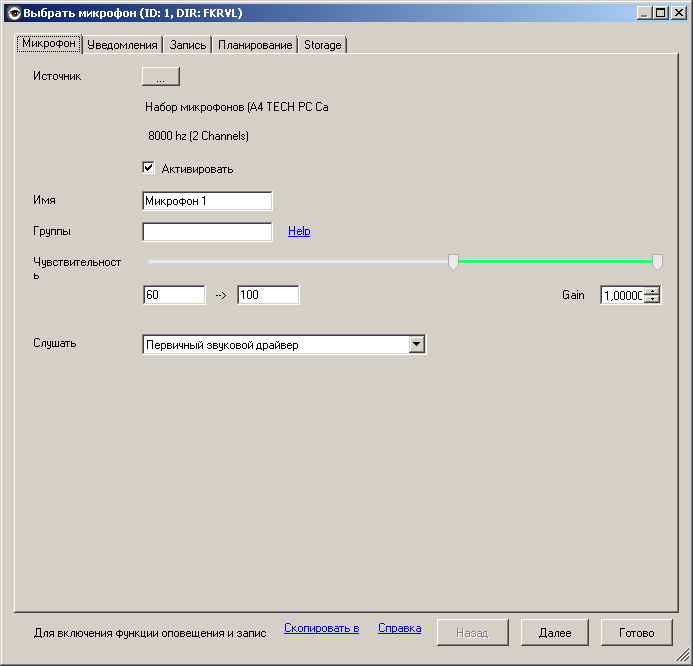 Выбрать микрофон (ID: 1, DIR: FKRVL)
Микрофон Уведомления Запись Планирование Storage
Источник ...
Набор микрофонов (A4 TECH PC Ca
8000 hz (2 Channels)
Активировать
Имя Микрофон 1
Группы Help
Чувствительност
ь
60 --> 100 Gain 1,00000
Слушать Первичный звуковой драйвер
Для включения функции оповещения и запис Скопировать в Справка Назад Далее Готово